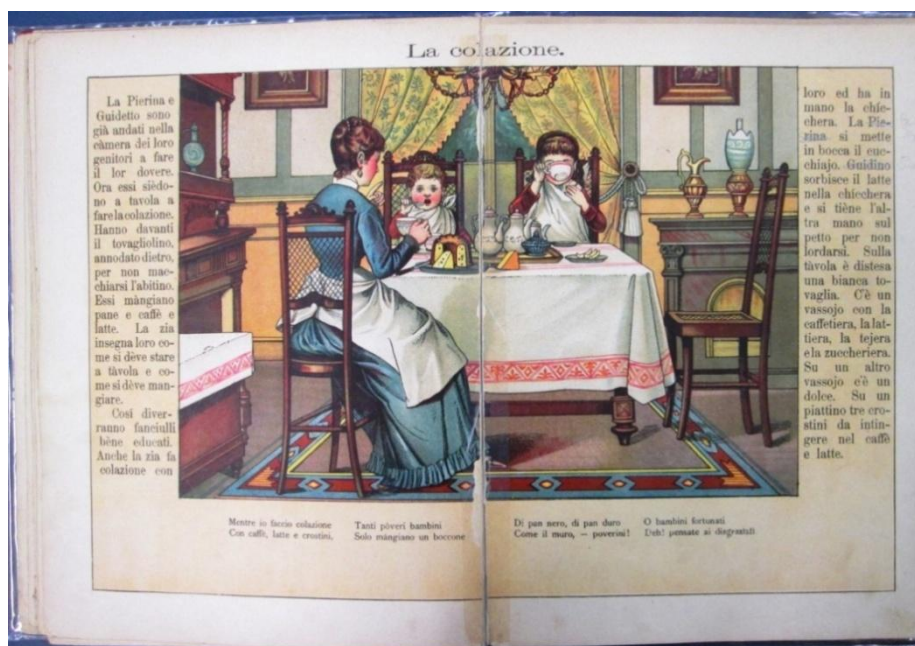 La colazione.
La Pierina e
Guidetto sono
già andati nella
càmera dei loro
genitori a fare
il lor dovere.
Ora essi sièdo-
no a tavola a
fare la colazione.
Hanno davanti
il tovagliolino,
annodato dietro,
per non mac-
chiarsi l'abitino.
Essi màngiano
pane e caffè e
latte. La zia
insegna loro co-
me si dève stare
a tàvola e co-
me si dève man-
giare.
Così diver-
ranno fanciulli
bène educati.
Anche la zia fa
colazione con
loro ed ha in
mano la chic-
chera. La Pie-
rina si mette
in bocca il cuc-
chiajo. Guidino
sorbisce il latte
nella chicchera
e si tiène l'al-
tra mano sul
petto per non
lordarsi. Sulla
tàvola è distesa
una bianca to-
vaglia. C'è un
vassojo con la
caffetiera, la lat-
tiera, la tejera
e la zuccheriera.
Su un altro
vassojo c'è un
dolce. Su un
piattino tre cro-
stini da intin-
gere nel caffè
e latte.
Mentre io faccio colazione
Con caffè, latte e crostini,
Tanti pòveri bambini
Solo màngiano un boccone
Di pan nero, di pan duro
Come il muro, — poverini!
O bambini fortunati
Deh! pensate ai disgraziati